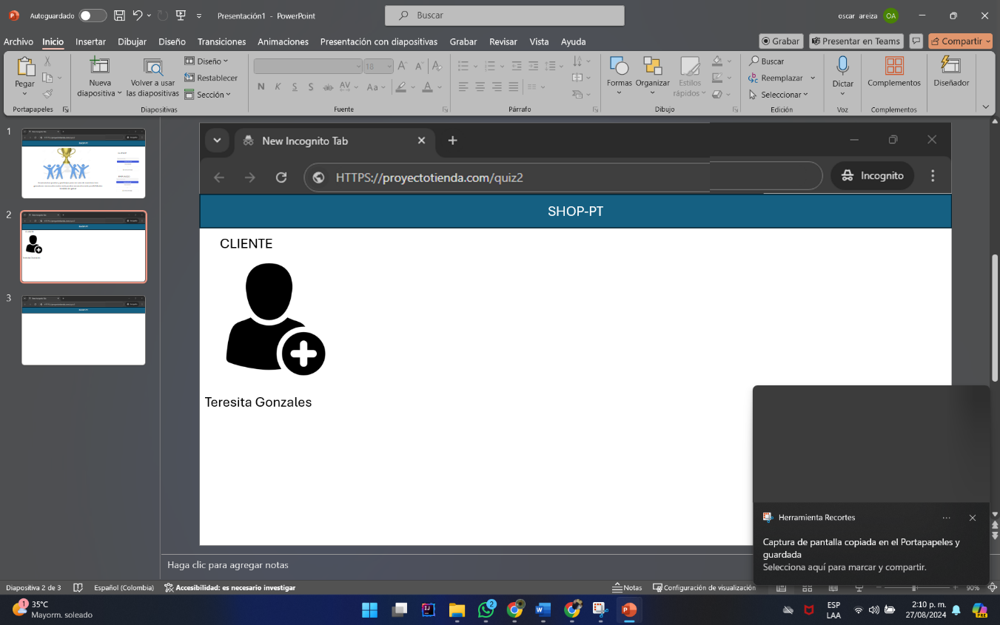 Autoguardado
Presentación1 - PowerPoint
Buscar
oscar areiza
OA
Archivo Inicio Insertar Dibujar Diseño Transiciones Animaciones Presentación con diapositivas Grabar Revisar Vista Ayuda
Grabar
Presentar en Teams
Compartir
Pegar
Portapapeles
Nueva
diapositiva
Volver a usar
las diapositivas
Diseño
Restablecer
Sección
Diapositivas
18
N K S S ab AV Aa A
Fuente
Párrafo
Formas
Organizar
Estilos
rápidos
Dibujo
Buscar
Reemplazar
Seleccionar
Edición
Dictar
Voz
Complementos
Complementos
Diseñador
1
2
3
New Incognito Tab
HTTPS://proyectotienda.com/quiz2
Incognito
SHOP-PT
CLIENTE
Teresita Gonzales
Herramienta Recortes
Captura de pantalla copiada en el Portapapeles y
guardada
Selecciona aquí para marcar y compartir.
Haga clic para agregar notas
Diapositiva 2 de 3
Español (Colombia)
Accesibilidad: es necesario investigar
Notas
Configuración de visualización
90%
1
35°C
Mayorm. soleado
2
ESP
LAA
2:10 p. m.
27/08/2024
PRE